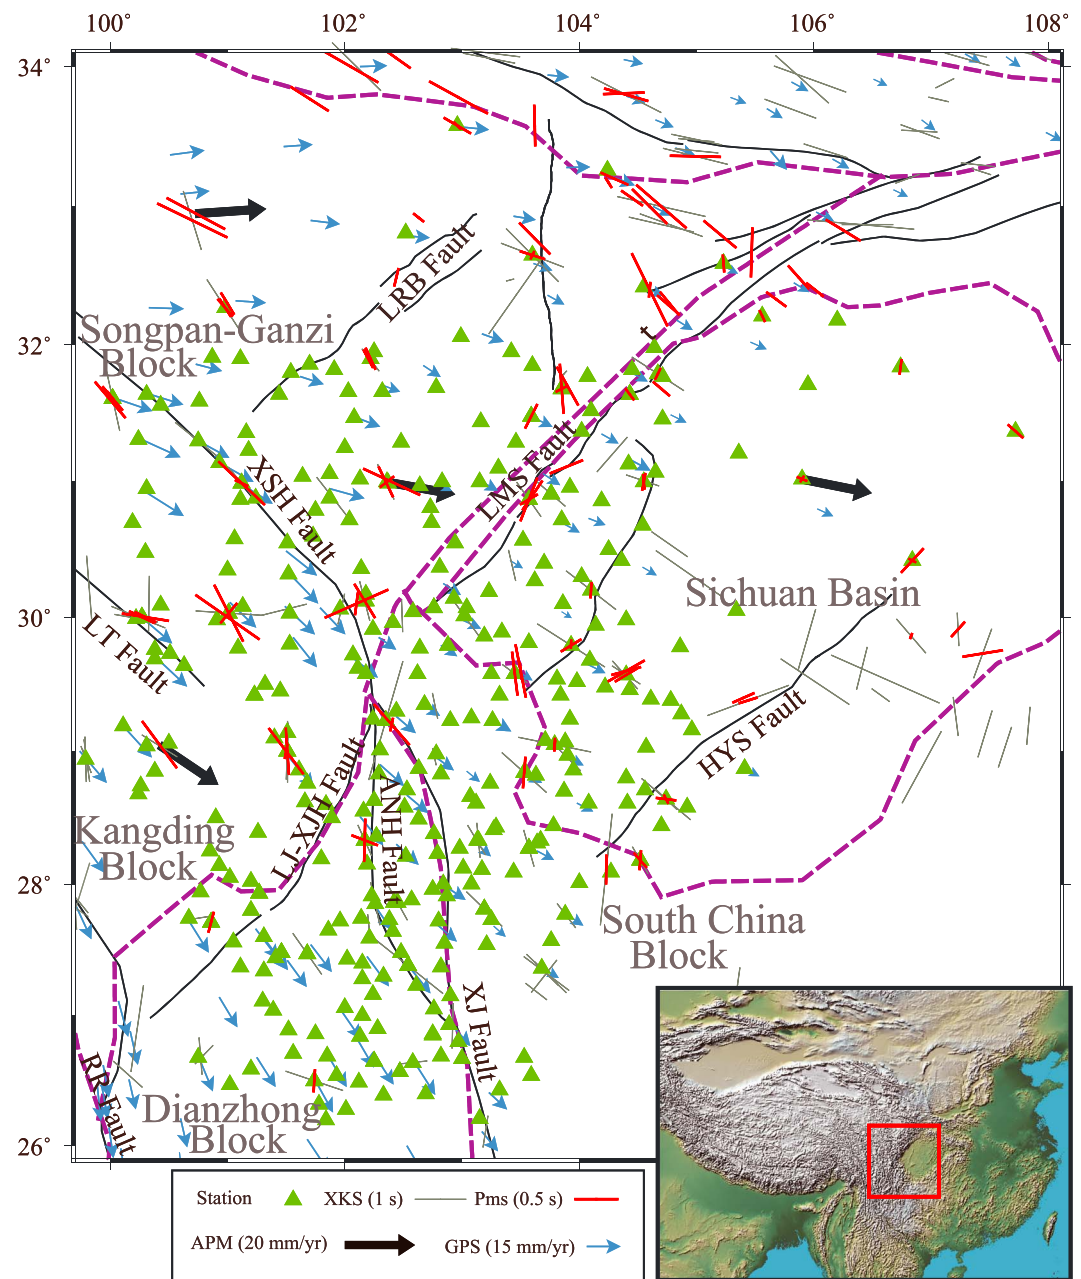 100°
102°
104°
106°
108°
34°
32°
30°
28°
26°
LRB Fault
Songpan-Ganzi
Block
t
LMS Fault
XSH Fault
Sichuan Basin
LT Fault
HYS Fault
LJ-XJH Fault
ANH Fault
Kangding
Block
South China
Block
XJ Fault
RR Fault
Dianzhong
Block
Station
XKS (1 s)
Pms (0.5 s)
APM (20 mm/yr)
GPS (15 mm/yr)